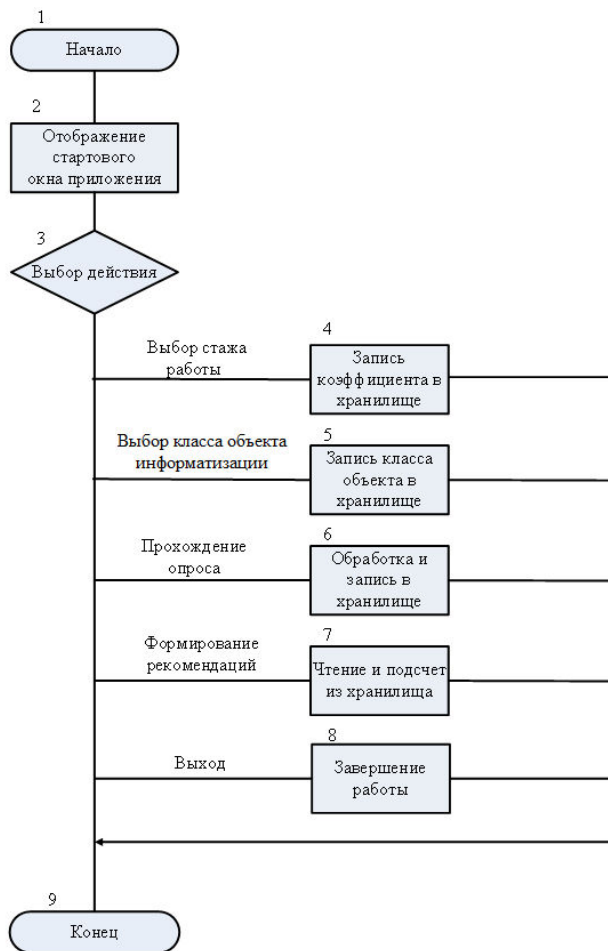 1
Начало
2
Отображение
стартового
окна приложения
3
Выбор действия
Выбор стажа
работы
4
Запись
коэффициента в
хранилище
Выбор класса объекта
информатизации
5
Запись класса
объекта в
хранилище
Прохождение
опроса
6
Обработка и
запись в
хранилище
Формирование
рекомендаций
7
Чтение и подсчет
из хранилища
Выход
8
Завершение
работы
9
Конец